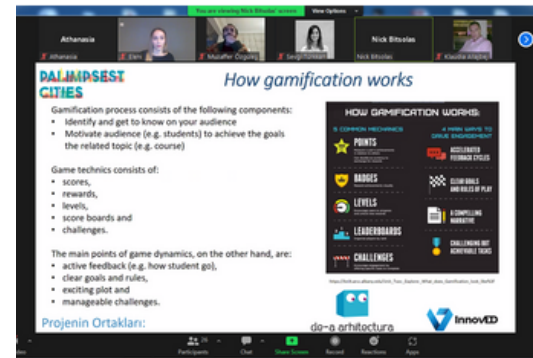 You are viewing Nick Bitsolas' screen
View Options
Athanasia
Nick Bitsolas
Athanasia
Nick Bitsolas
PALIMPSEST
CITIES
How gamification works
Gamification process consists of the following components:
• Identify and get to know on your audience
• Motivate audience (e.g. students) to achieve the goals
the related topic (e.g. course)
Game technics consists of:
• scores,
• rewards,
• levels,
• score boards and
• challenges.
The main points of game dynamics, on the other hand, are:
• active feedback (e.g. how student go),
• clear goals and rules,
• exciting plot and
• manageable challenges.
HOW GAMIFICATION WORKS:
5 COMMON MECHANICS
4 MAIN WAYS TO
DRIVE ENGAGEMENT
POINTS
BADGES
LEVELS
LEADERBOARDS
CHALLENGES
ACCELERATED
FEEDBACK CYCLES
CLEAR GOALS
AND RULES OF PLAY
A COMPELLING
NARRATIVE
CHALLENGING BUT
ACHIEVABLE TASKS
Projenin Ortakları:
de-a arhitectura
InnovED
Participants
Chat
Share Screen
Record
Reactions
Apps